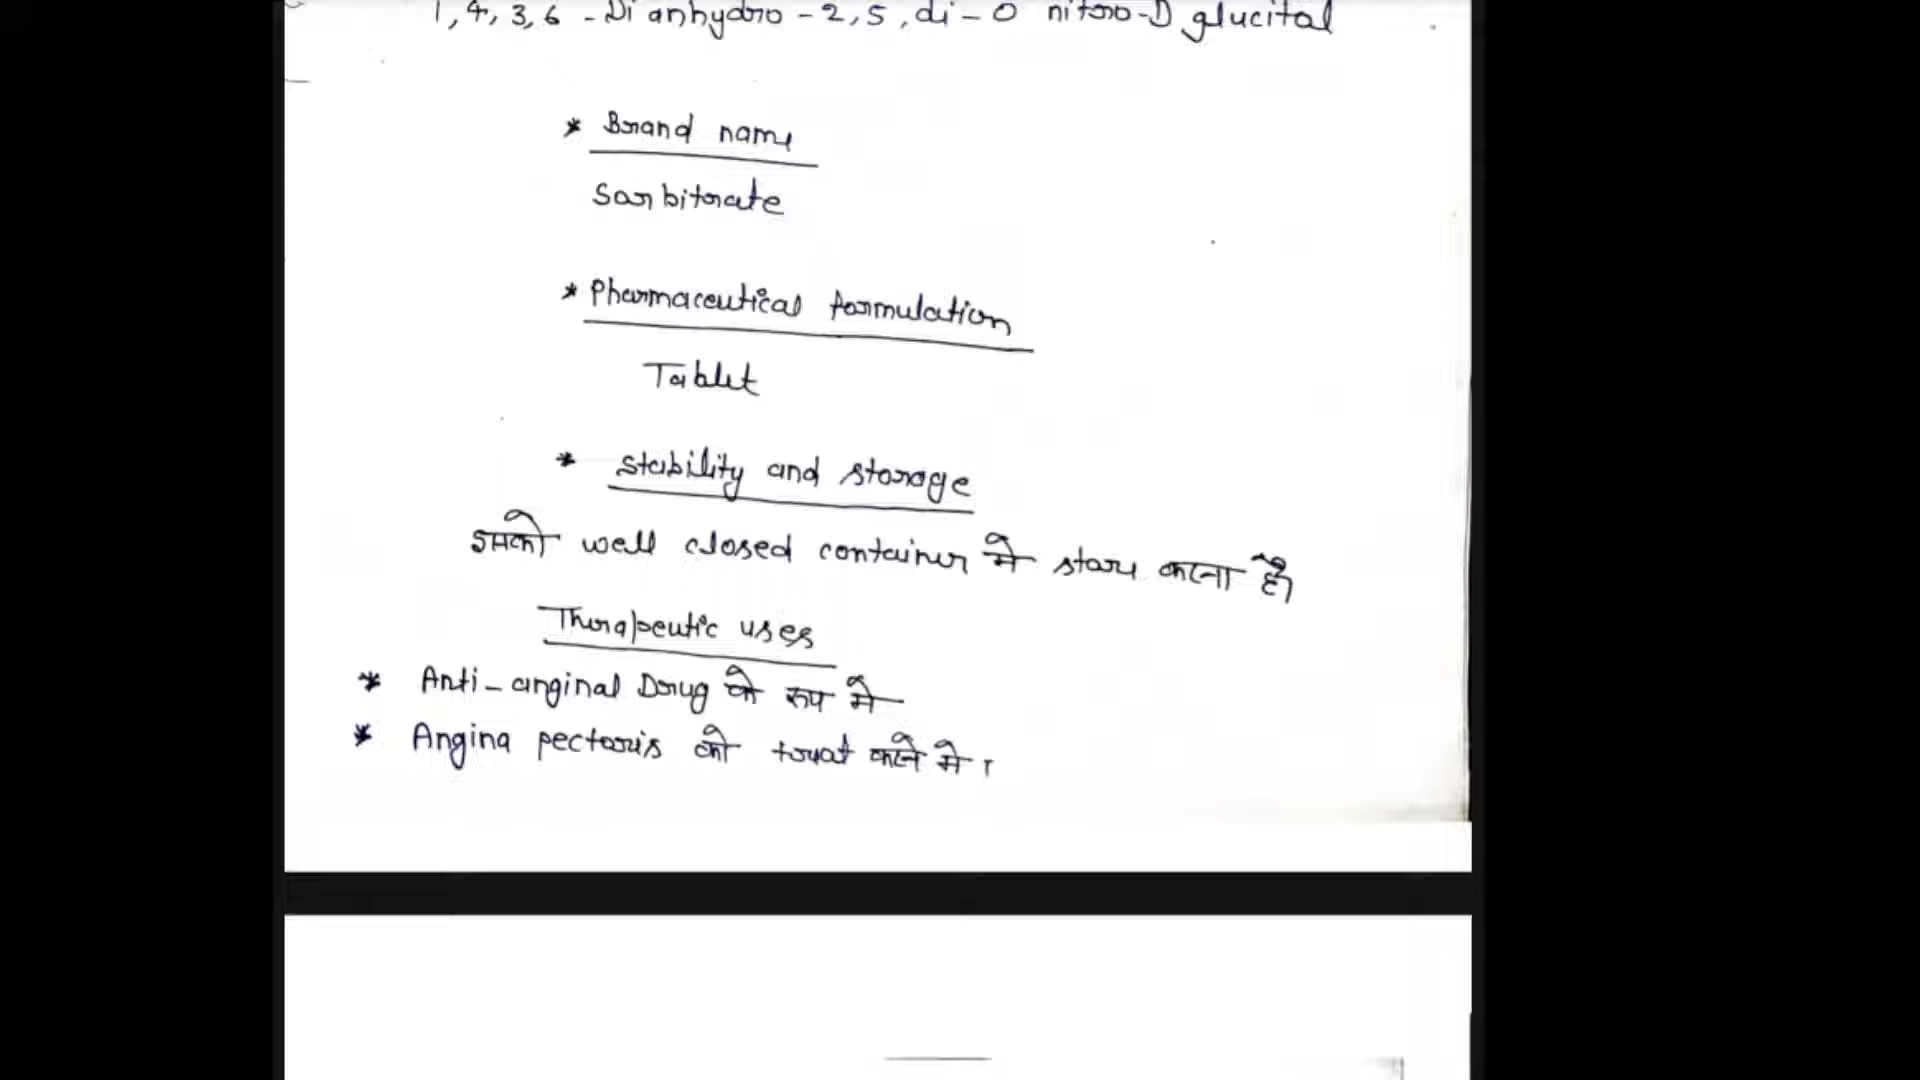 1,4,3,6 - Di anhydro - 2,5, di - O nitro-D glucital
* Brand name
Sorbitrate
* Pharmaceutical formulation
Tablet
* Stability and storage
इसको well closed container मे store करना है।
Therapeutic uses
* Anti-anginal Drug के रूप मे
* Angina pectoris को treat करने मे।